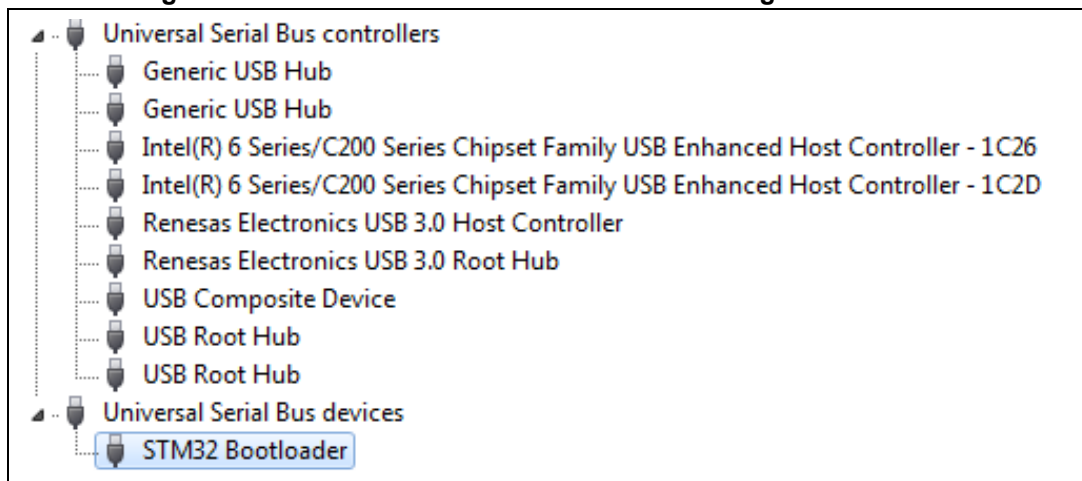 Universal Serial Bus controllers
Generic USB Hub
Generic USB Hub
Intel(R) 6 Series/C200 Series Chipset Family USB Enhanced Host Controller - 1C26
Intel(R) 6 Series/C200 Series Chipset Family USB Enhanced Host Controller - 1C2D
Renesas Electronics USB 3.0 Host Controller
Renesas Electronics USB 3.0 Root Hub
USB Composite Device
USB Root Hub
USB Root Hub
Universal Serial Bus devices
STM32 Bootloader